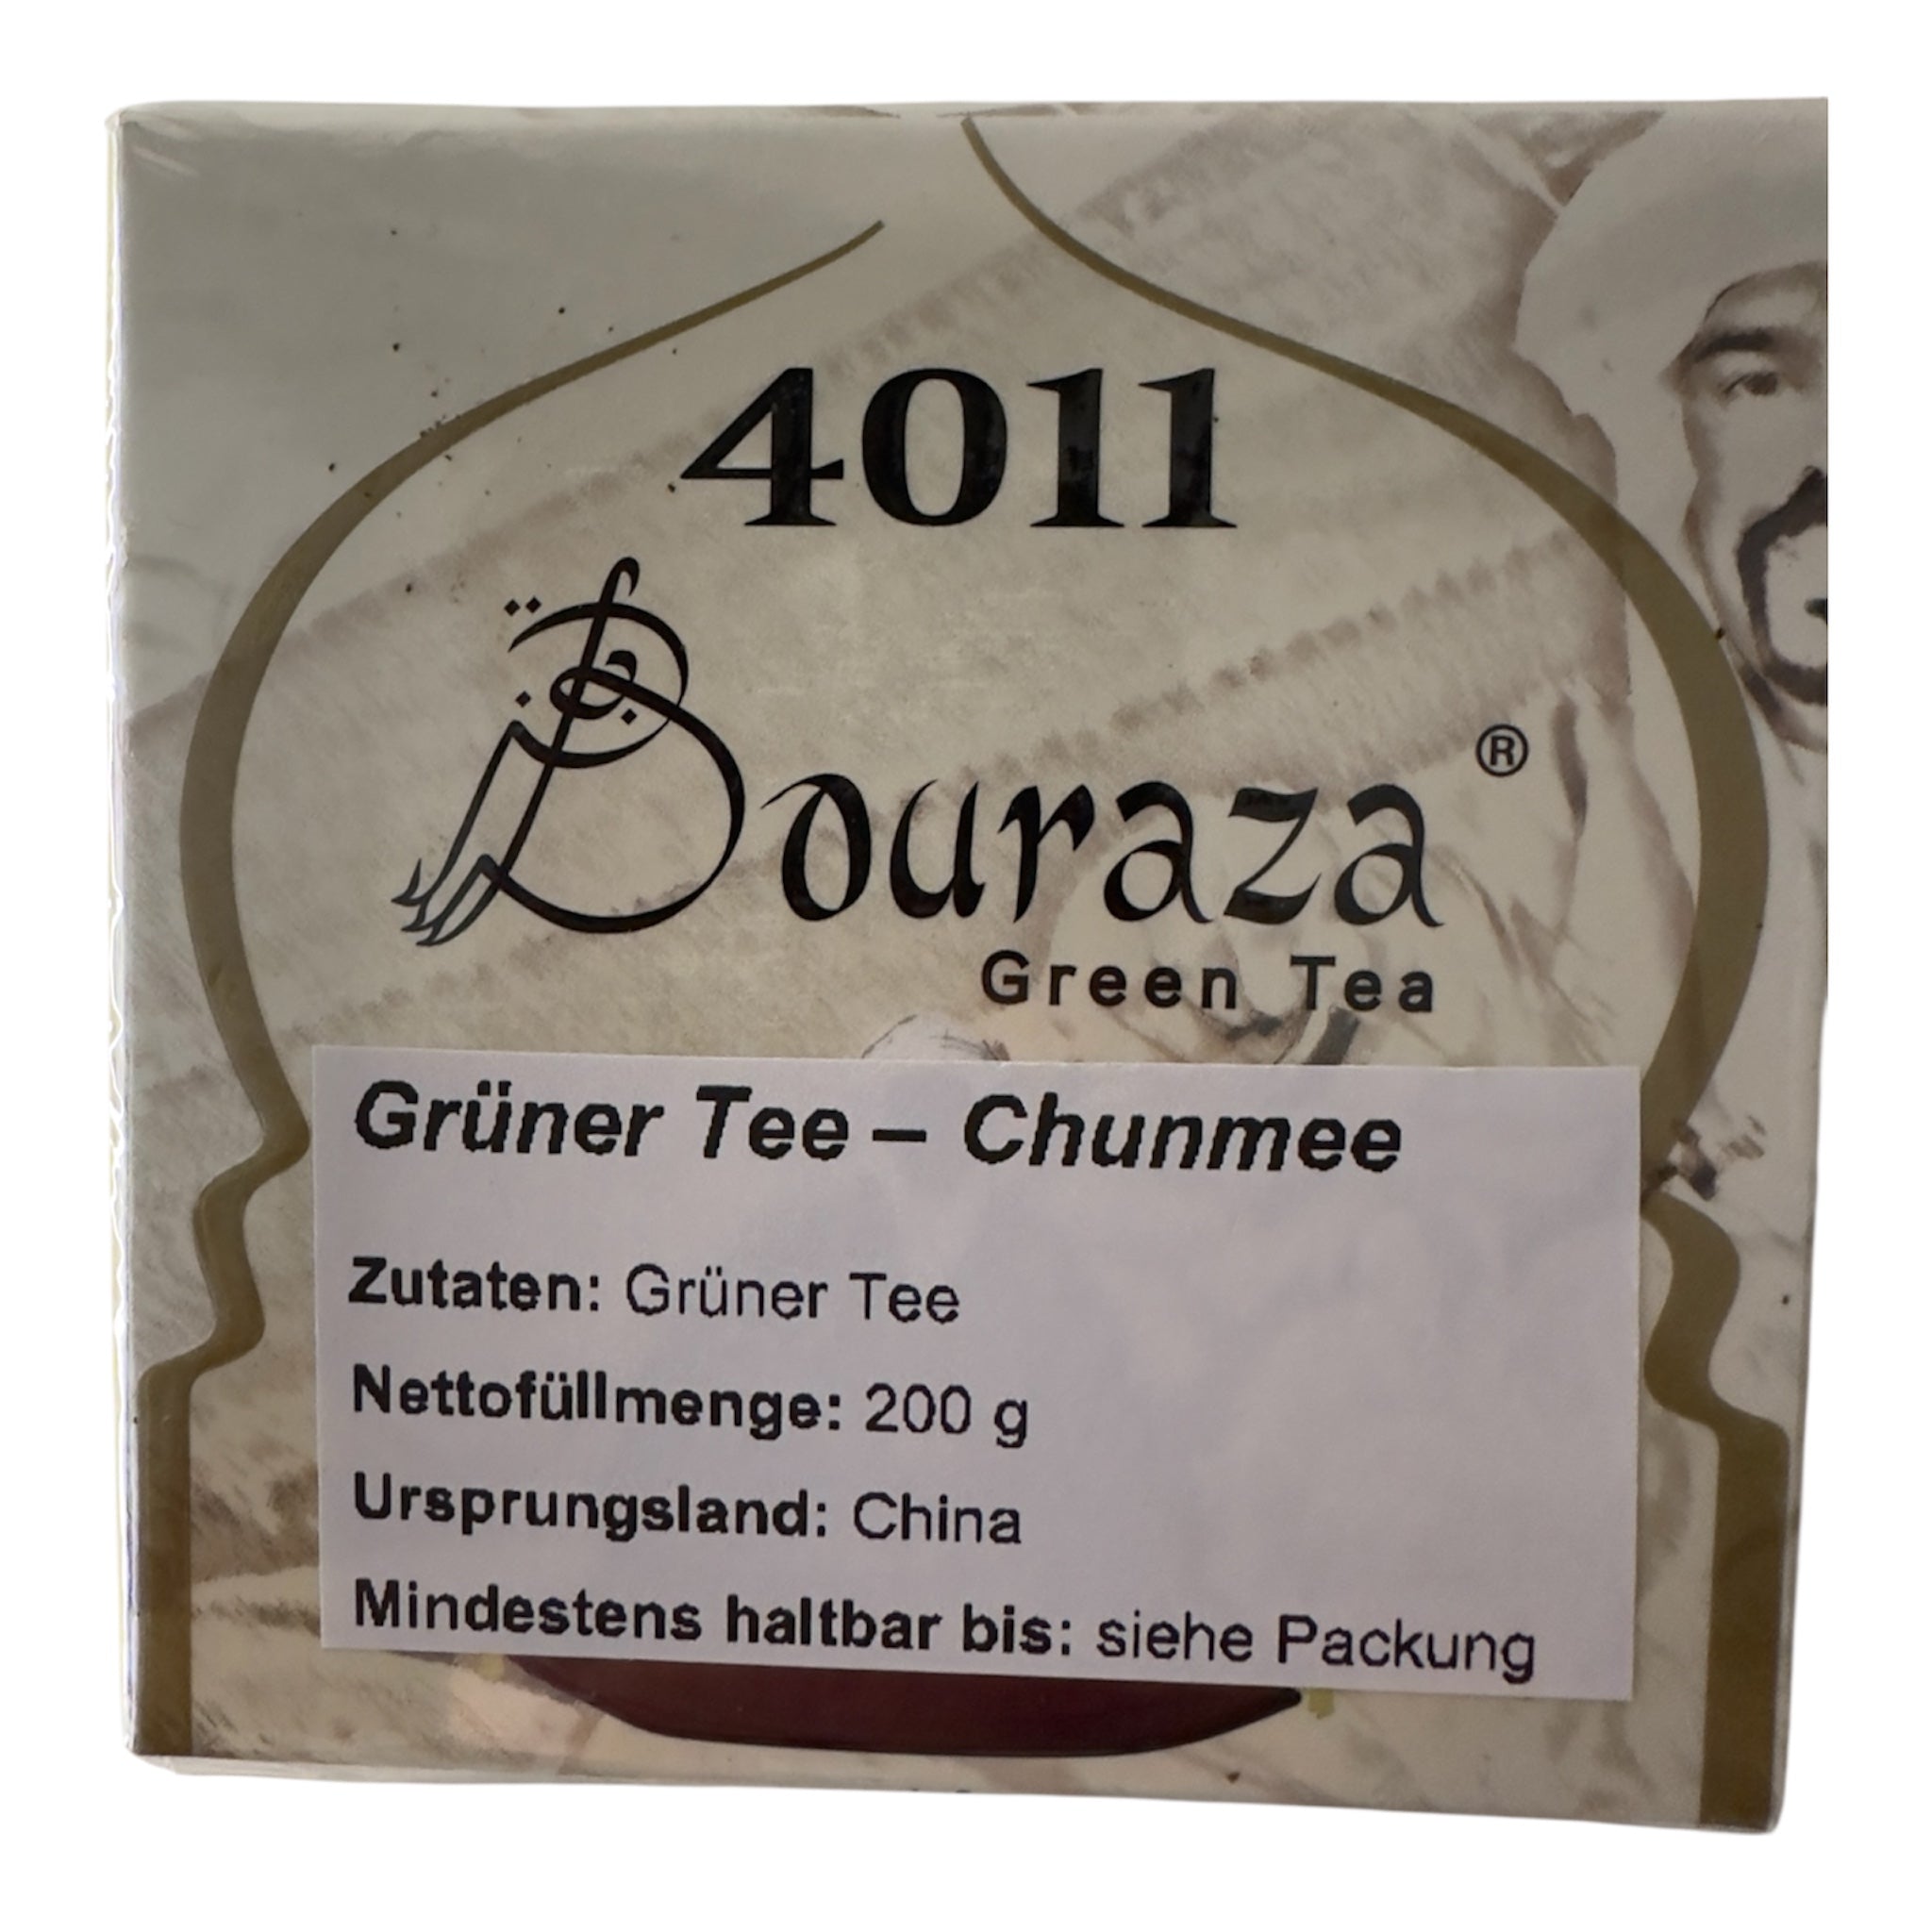 4011
Bouraza ®
Green Tea
Grüner Tee – Chunmee
Zutaten: Grüner Tee
Nettofüllmenge: 200 g
Ursprungsland: China
Mindestens haltbar bis: siehe Packung